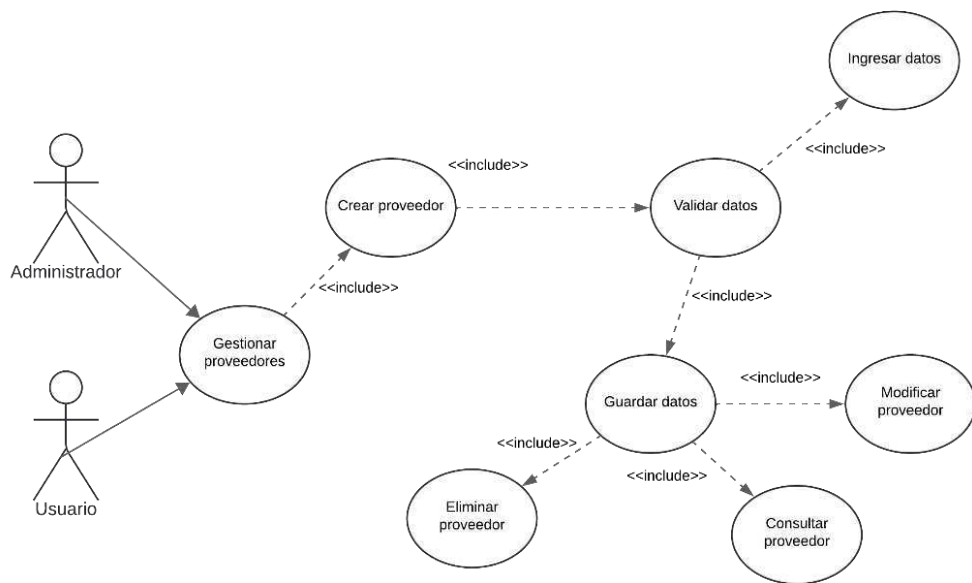 Ingresar datos
<<include>>
<<include>>
Crear proveedor
Validar datos
Administrador
<<include>>
<<include>>
Gestionar
proveedores
<<include>>
Modificar
proveedor
Guardar datos
<<include>>
<<include>>
Usuario
Eliminar
proveedor
Consultar
proveedor